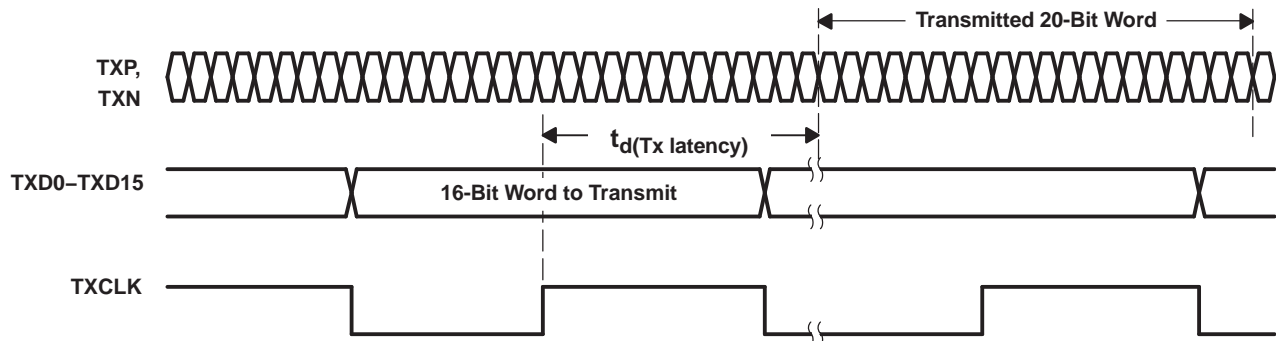 Transmitted 20-Bit Word
TXP,
TXN
td(Tx latency)
TXD0–TXD15
16-Bit Word to Transmit
TXCLK